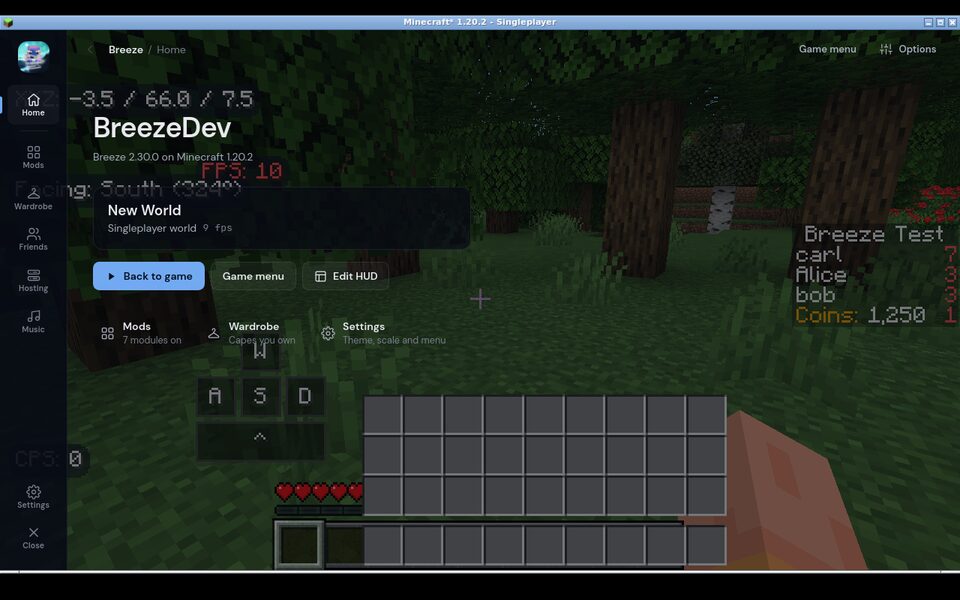 Minecraft* 1.20.2 - Singleplayer
Breeze / Home
Game menu
Options
Home
XYZ: -3.5 / 66.0 / 7.5
BreezeDev
Breeze 2.30.0 on Minecraft 1.20.2
FPS: 10
Mods
Facing: South (324°)
Wardrobe
New World
Singleplayer world 9 fps
Friends
Breeze Test
carl 7
Alice 3
bob 3
Coins: 1,250 1
Hosting
Back to game
Game menu
Edit HUD
Music
Mods
7 modules on
Wardrobe
Capes you own
Settings
Theme, scale and menu
W
A S D
^
CPS: 0
Settings
Close